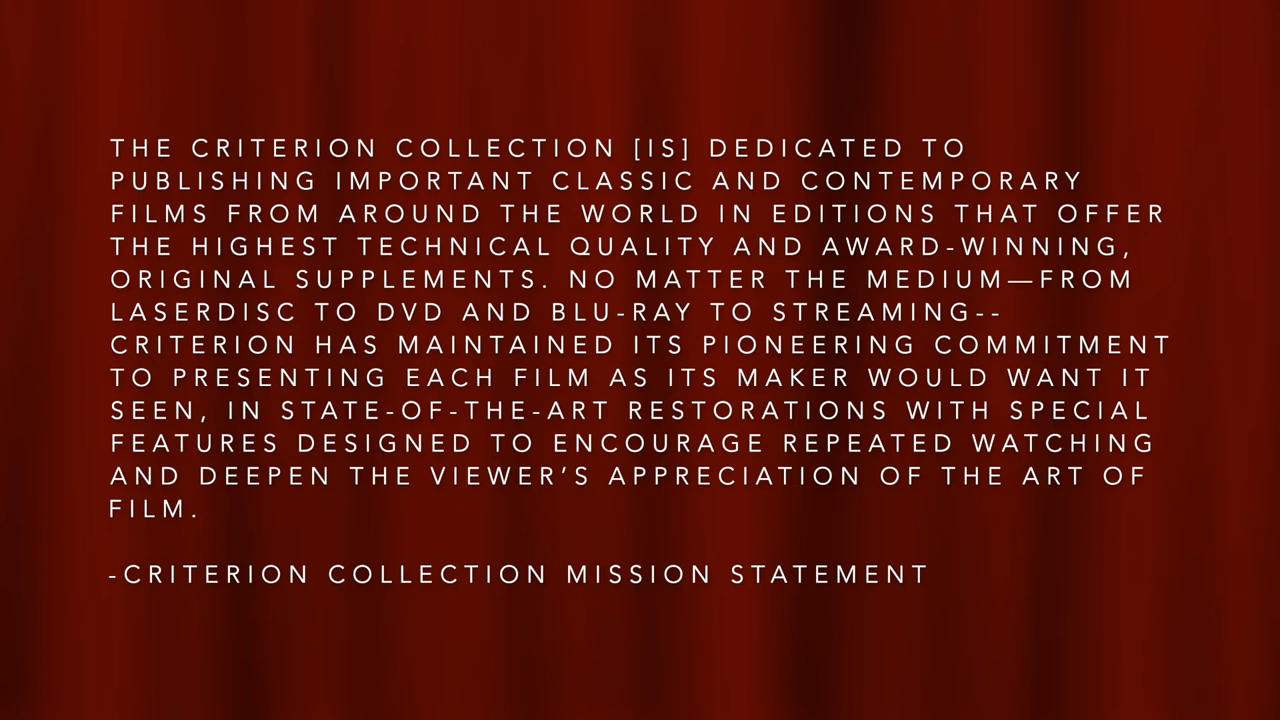 THE CRITERION COLLECTION [IS] DEDICATED TO
PUBLISHING IMPORTANT CLASSIC AND CONTEMPORARY
FILMS FROM AROUND THE WORLD IN EDITIONS THAT OFFER
THE HIGHEST TECHNICAL QUALITY AND AWARD-WINNING,
ORIGINAL SUPPLEMENTS. NO MATTER THE MEDIUM—FROM
LASERDISC TO DVD AND BLU-RAY TO STREAMING--
CRITERION HAS MAINTAINED ITS PIONEERING COMMITMENT
TO PRESENTING EACH FILM AS ITS MAKER WOULD WANT IT
SEEN, IN STATE-OF-THE-ART RESTORATIONS WITH SPECIAL
FEATURES DESIGNED TO ENCOURAGE REPEATED WATCHING
AND DEEPEN THE VIEWER’S APPRECIATION OF THE ART OF
FILM.
-CRITERION COLLECTION MISSION STATEMENT